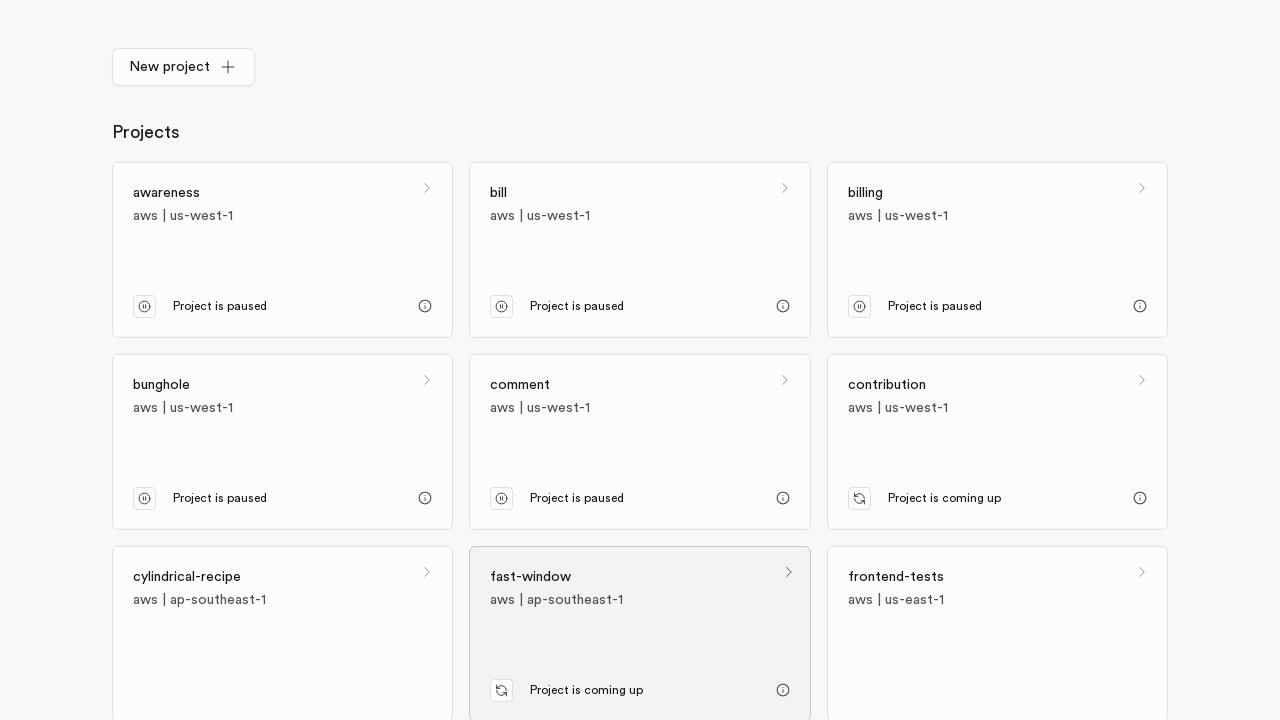 New project
Projects
awareness
aws | us-west-1
Project is paused
bill
aws | us-west-1
Project is paused
billing
aws | us-west-1
Project is paused
bunghole
aws | us-west-1
Project is paused
comment
aws | us-west-1
Project is paused
contribution
aws | us-west-1
Project is coming up
cylindrical-recipe
aws | ap-southeast-1
fast-window
aws | ap-southeast-1
Project is coming up
frontend-tests
aws | us-east-1